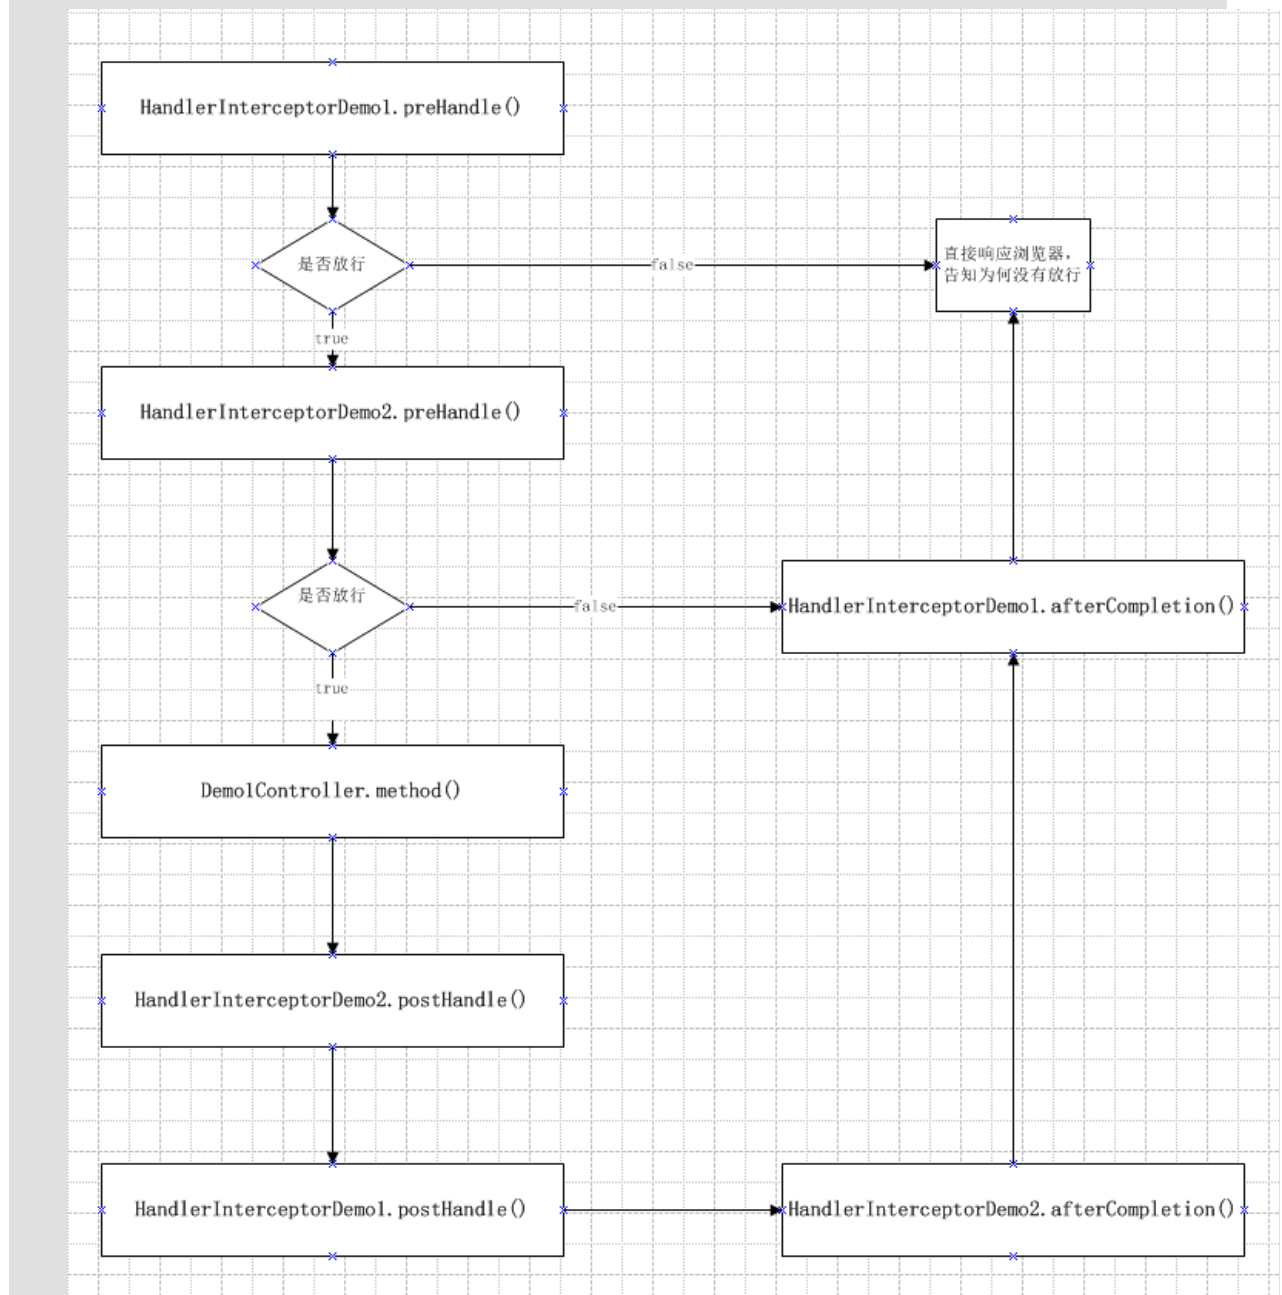 HandlerInterceptorDemo1.preHandle()
是否放行
false
直接响应浏览器，
告知为何没有放行
true
HandlerInterceptorDemo2.preHandle()
是否放行
false
HandlerInterceptorDemo1.afterCompletion()
true
Demo1Controller.method()
HandlerInterceptorDemo2.postHandle()
HandlerInterceptorDemo1.postHandle()
HandlerInterceptorDemo2.afterCompletion()